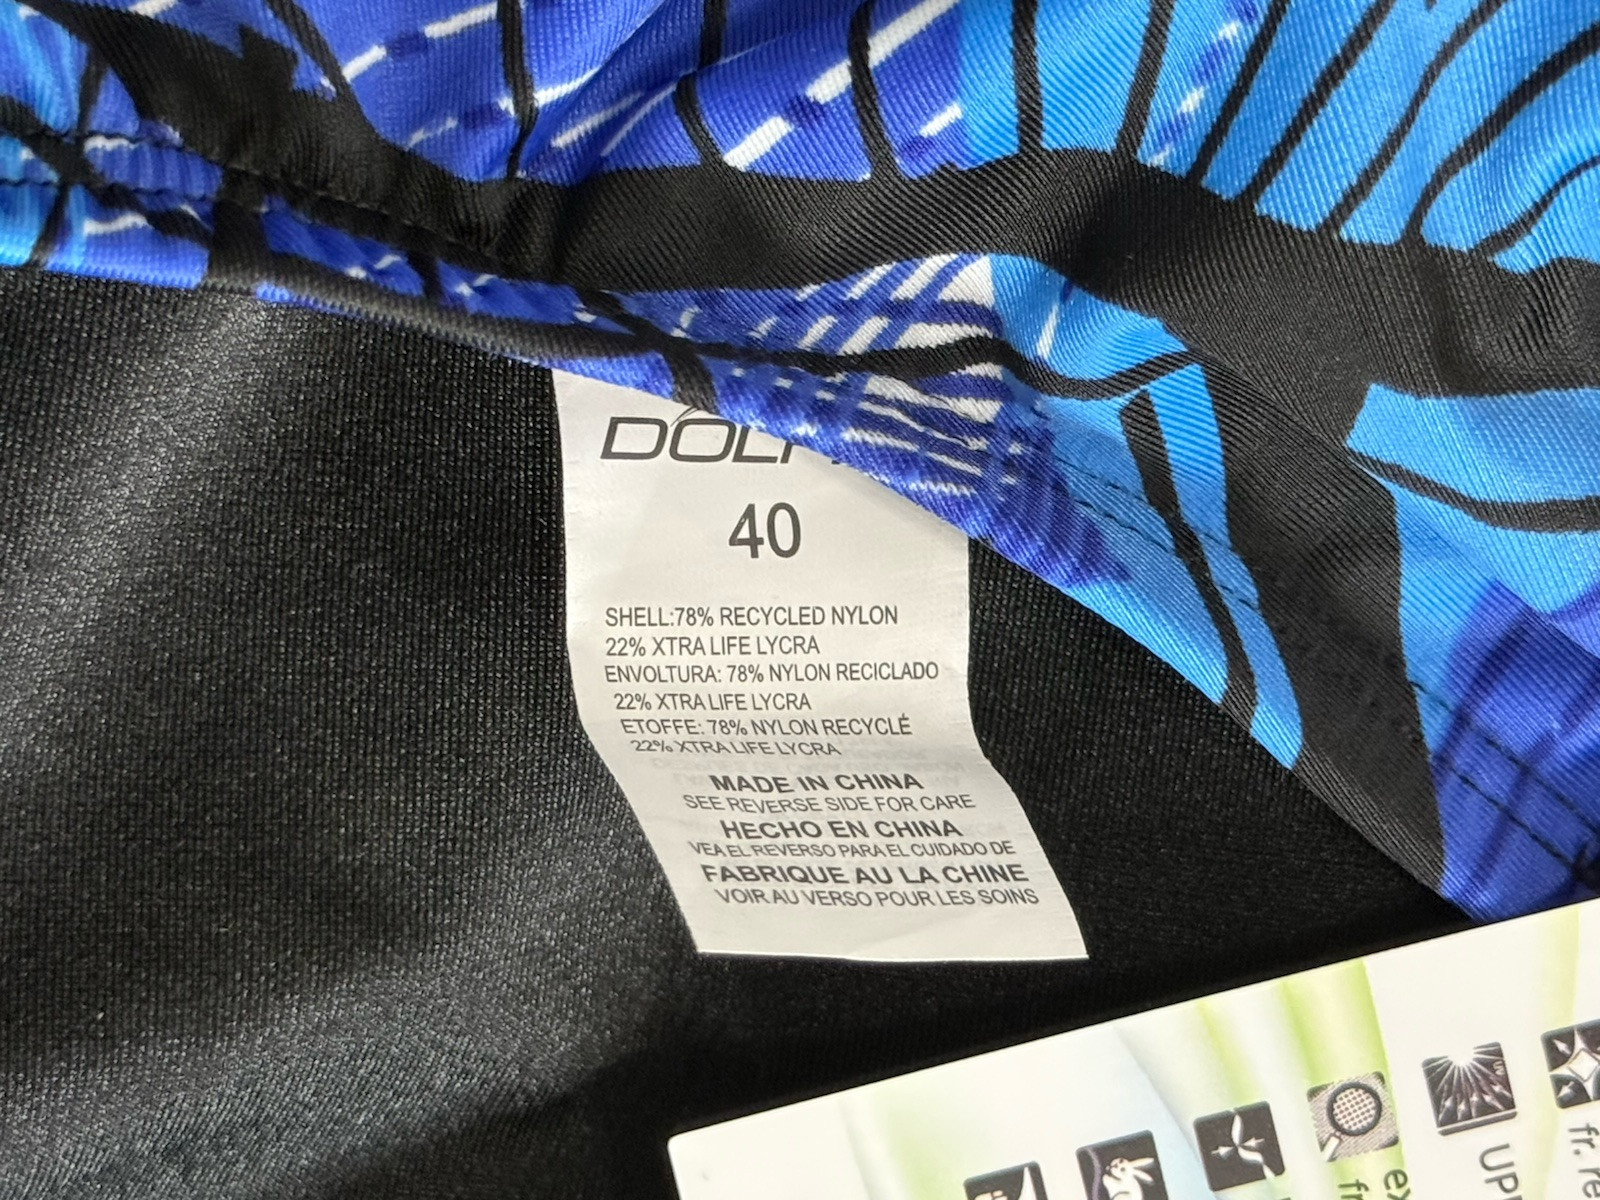 DOL
40
SHELL:78% RECYCLED NYLON
22% XTRA LIFE LYCRA
ENVOLTURA: 78% NYLON RECICLADO
22% XTRA LIFE LYCRA
ETOFFE: 78% NYLON RECYCLÉ
22% XTRA LIFE LYCRA
MADE IN CHINA
SEE REVERSE SIDE FOR CARE
HECHO EN CHINA
VEA EL REVERSO PARA EL CUIDADO DE
FABRIQUE AU LA CHINE
VOIR AU VERSO POUR LES SOINS
UV